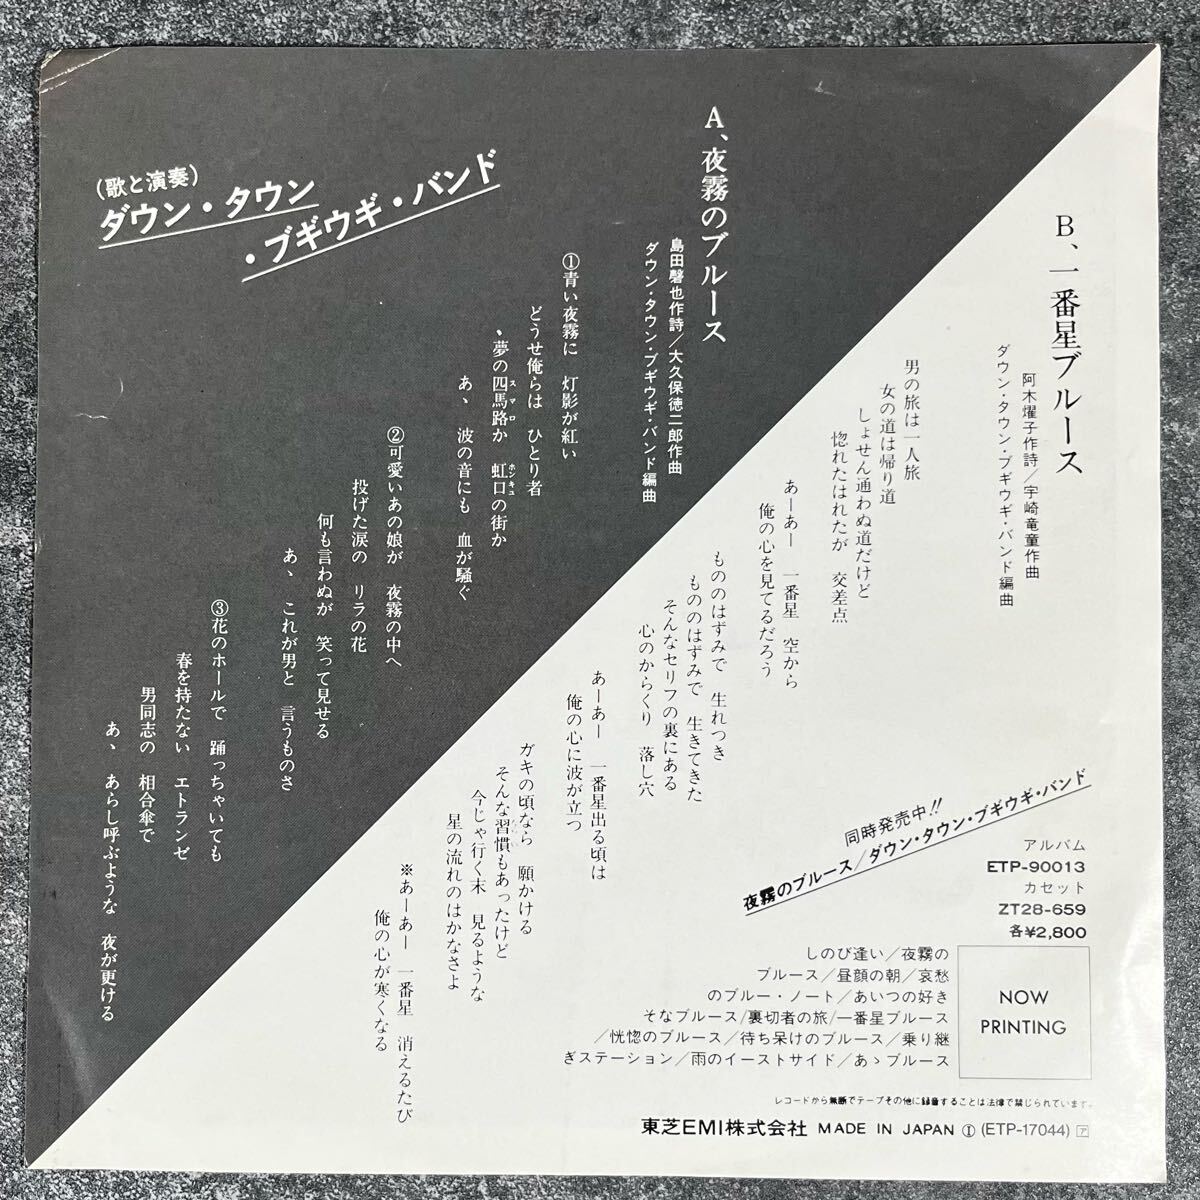 (歌と演奏)
ダウン・タウン
・ブギウギ・バンド
A、夜霧のブルース
島田磬也作詩／大久保徳二郎作曲
ダウン・タウン・ブギウギ・バンド編曲
①青い夜霧に　灯影が紅い
どうせ俺らは　ひとり者
夢の四馬路か　虹口の街か
スマロ
ホンキュ
あゝ　波の音にも　血が騒ぐ
②可愛いあの娘が　夜霧の中へ
投げた涙の　リラの花
何も言わぬが　笑って見せる
あゝ　これが男と　言うものさ
③花のホールで　踊っちゃいても
春を持たない　エトランゼ
男同志の　相合傘で
あゝ　あらし呼ぶような　夜が更ける
B、一番星ブルース
阿木燿子作詩／宇崎竜童作曲
ダウン・タウン・ブギウギ・バンド編曲
男の旅は一人旅
女の道は帰り道
しょせん通わぬ道だけど
惚れたはれたが　交差点
あーあー　一番星　空から
俺の心を見てるだろう
もののはずみで　生れつき
もののはずみで　生きてきた
そんなセリフの裏にある
心のからくり　落し穴
あーあー　一番星出る頃は
俺の心に波が立つ
ガキの頃なら　願かける
そんな習慣もあったけど
今じゃ行く末　見るような
星の流れのはかなさよ
※あーあー　一番星　消えるたび
俺の心が寒くなる
同時発売中!!
夜霧のブルース／ダウン・タウン・ブギウギ・バンド
アルバム
ETP-90013
カセット
ZT28-659
各¥2,800
しのび逢い／夜霧の
ブルース／昼顔の朝／哀愁
のブルー・ノート／あいつの好き
そなブルース／裏切者の旅／一番星ブルース
／恍惚のブルース／待ち呆けのブルース／乗り継
ぎステーション／雨のイーストサイド／あゝブルース
NOW
PRINTING
レコードから無断でテープその他に録音することは法律で禁じられています。
東芝EMI株式会社 MADE IN JAPAN Ⓘ (ETP-17044) ア